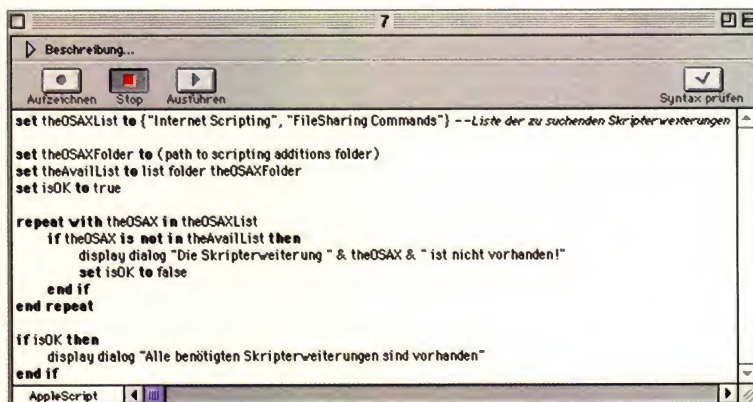 7
Beschreibung...
Aufzeichnen Stop Ausführen Syntax prüfen
set theOSAXList to {"Internet Scripting", "FileSharing Commands"} --Liste der zu suchenden Skripterweiterungen
set theOSAXFolder to (path to scripting additions folder)
set theAvailList to list folder theOSAXFolder
set isOK to true
repeat with theOSAX in theOSAXList
if theOSAX is not in theAvailList then
display dialog "Die Skripterweiterung " & theOSAX & " ist nicht vorhanden!"
set isOK to false
end if
end repeat
if isOK then
display dialog "Alle benötigten Skripterweiterungen sind vorhanden"
end if
AppleScript